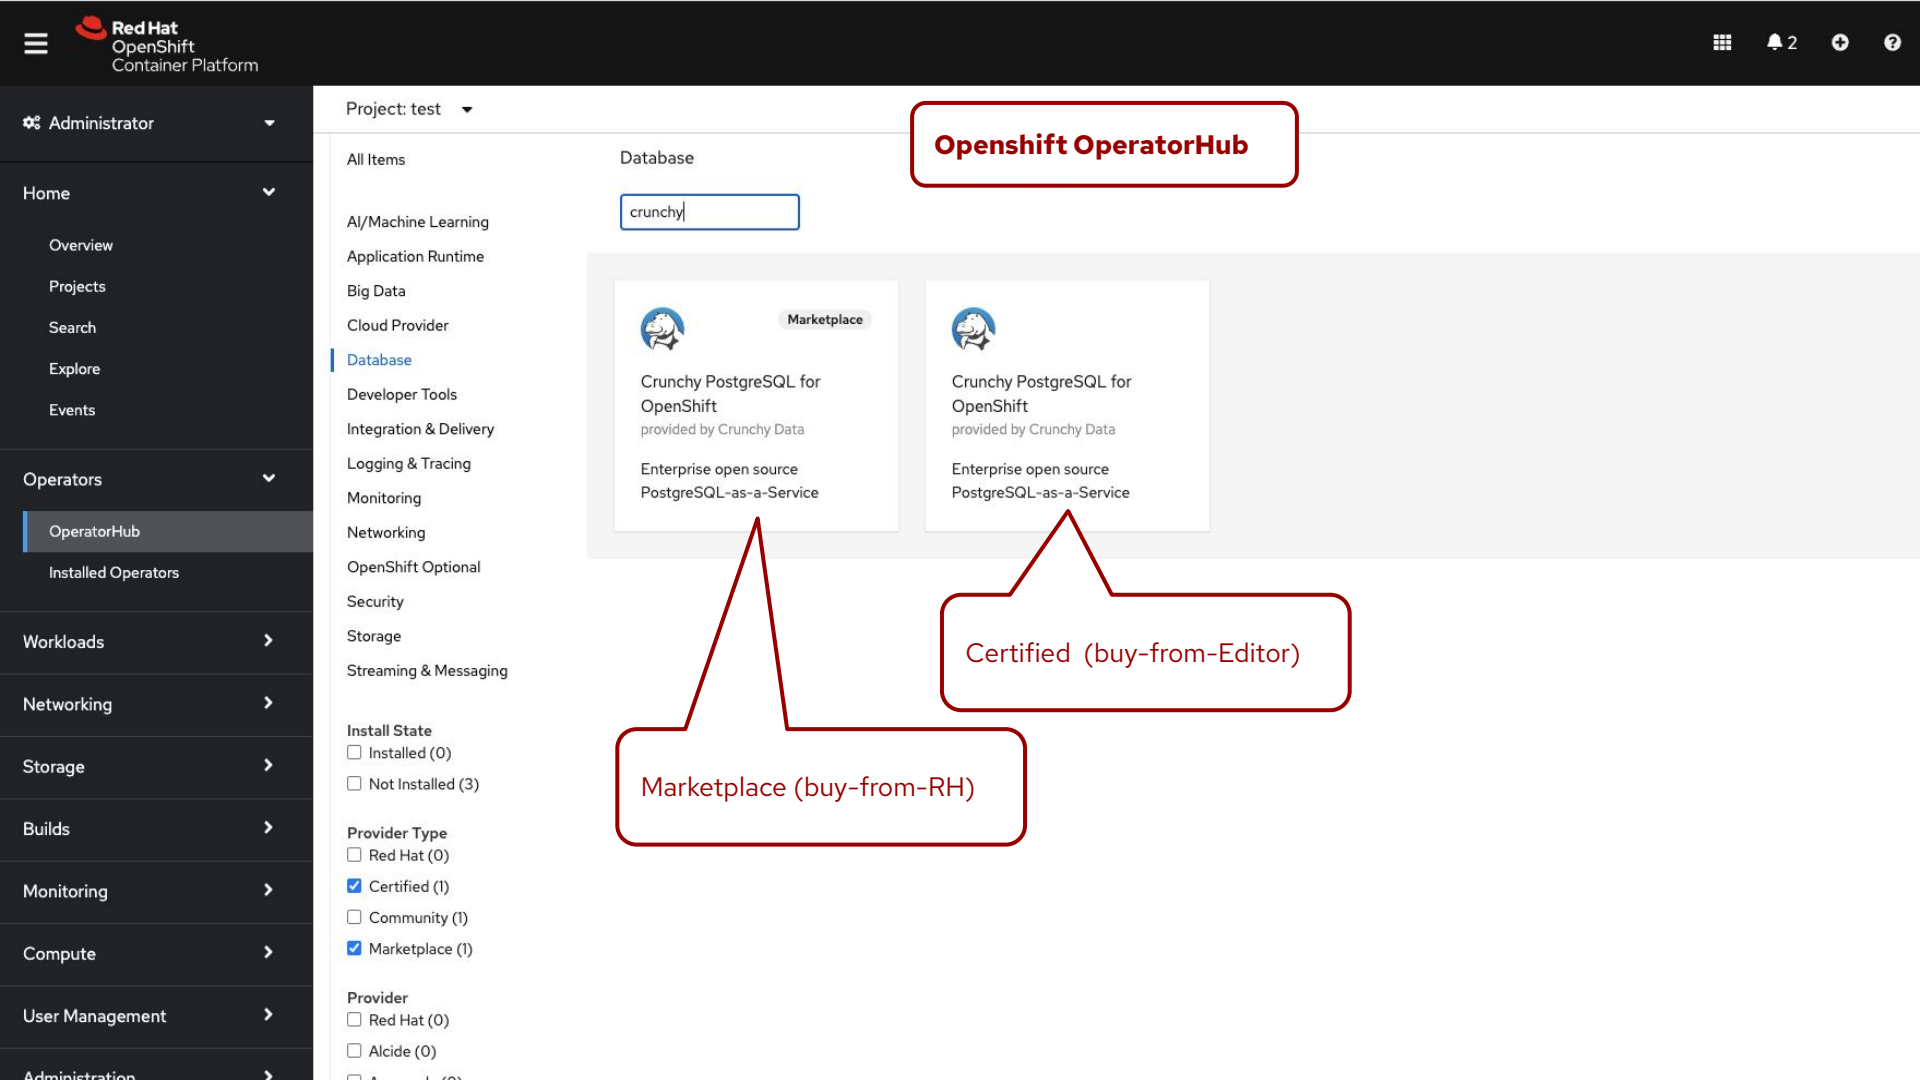 Red Hat
OpenShift
Container Platform
2
Administrator
Home
Overview
Projects
Search
Explore
Events
Operators
OperatorHub
Installed Operators
Workloads
Networking
Storage
Builds
Monitoring
Compute
User Management
Administration
Project: test
All Items
AI/Machine Learning
Application Runtime
Big Data
Cloud Provider
Database
Developer Tools
Integration & Delivery
Logging & Tracing
Monitoring
Networking
OpenShift Optional
Security
Storage
Streaming & Messaging
Install State
Installed (0)
Not Installed (3)
Provider Type
Red Hat (0)
Certified (1)
Community (1)
Marketplace (1)
Provider
Red Hat (0)
Alcide (0)
Openshift OperatorHub
Database
crunchy
Marketplace
Crunchy PostgreSQL for
OpenShift
provided by Crunchy Data
Enterprise open source
PostgreSQL-as-a-Service
Crunchy PostgreSQL for
OpenShift
provided by Crunchy Data
Enterprise open source
PostgreSQL-as-a-Service
Certified (buy-from-Editor)
Marketplace (buy-from-RH)